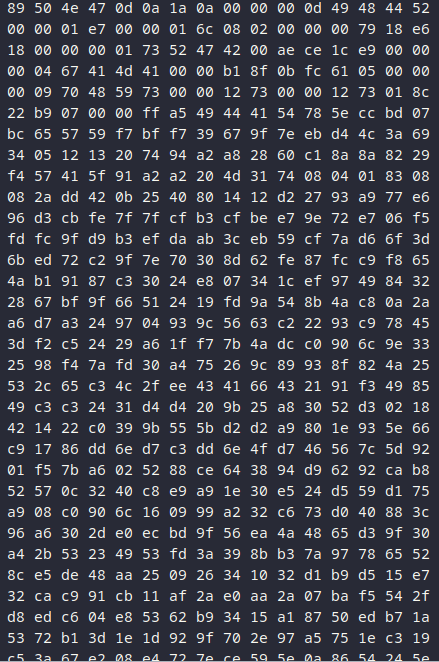 89 50 4e 47 0d 0a 1a 0a 00 00 00 0d 49 48 44 52
00 00 01 e7 00 00 01 6c 08 02 00 00 00 79 18 e6
18 00 00 00 01 73 52 47 42 00 ae ce 1c e9 00 00
00 04 67 41 4d 41 00 00 b1 8f 0b fc 61 05 00 00
00 09 70 48 59 73 00 00 12 73 00 00 12 73 01 8c
22 b9 07 00 00 ff a5 49 44 41 54 78 5e cc bd 07
bc 65 57 59 f7 bf f7 39 67 9f 7e eb d4 4c 3a 69
34 05 12 13 20 74 94 a2 a8 28 60 c1 8a 8a 82 29
f4 57 41 5f 91 a2 a2 20 4d 31 74 08 04 01 83 08
08 2a dd 42 0b 25 40 80 14 12 d2 27 93 a9 77 e6
96 d3 cb fe 7f 7f cf b3 cf be e7 9e 72 e7 06 f5
fd fc 9f d9 b3 ef da ab 3c eb 59 cf 7a d6 6f 3d
6b ed 72 c2 9f 7e 70 30 8d 62 fe 87 fc c9 f8 65
4a b1 91 87 c3 30 24 e8 07 34 1c ef 97 49 84 32
28 67 bf 9f 66 51 24 19 fd 9a 54 8b 4a c8 0a 2a
a6 d7 a3 24 97 04 93 9c 56 63 c2 22 93 c9 78 45
3d f2 c5 24 29 a6 1f f7 7b 4a dc c0 90 6c 9e 33
25 98 f4 7a fd 30 a4 75 26 9c 89 93 8f 82 4a 25
53 2c 65 c3 4c 2f ee 43 41 66 43 21 91 f3 49 85
49 c3 c3 24 31 d4 d4 20 9b 25 a8 30 52 d3 02 18
42 14 22 c0 39 9b 55 5b d2 d2 a9 80 1e 93 5e 66
c9 17 86 dd 6e d7 c3 dd 6e 4f fd 46 56 7c 5d 92
01 f5 7b a6 02 52 88 ce 64 38 94 d9 62 92 ca b8
52 57 0c 32 40 c8 e9 a9 1e 30 e5 24 d5 59 d1 75
a9 08 c0 90 6c 16 09 99 a2 32 c6 73 d0 40 88 3c
96 a6 30 2d e0 ec bd 9f 56 ea 4a 48 65 d3 9f 30
a4 2b 53 23 49 53 fd 3a 39 8b b3 7a 97 78 65 52
8c e5 de 48 aa 25 09 26 34 10 32 d1 b9 d5 15 e7
32 ca c9 91 cb 11 af 2a e0 aa 2a 07 ba f5 54 2f
d8 ed c6 04 e8 53 62 b9 34 15 a1 87 50 ed b7 1a
53 72 b1 3d 1e 1d 92 9f 70 2e 97 a5 75 1e c3 19
c5 3a 67 e2 08 e4 72 7e ce 59 5e 0a 86 54 24 5e